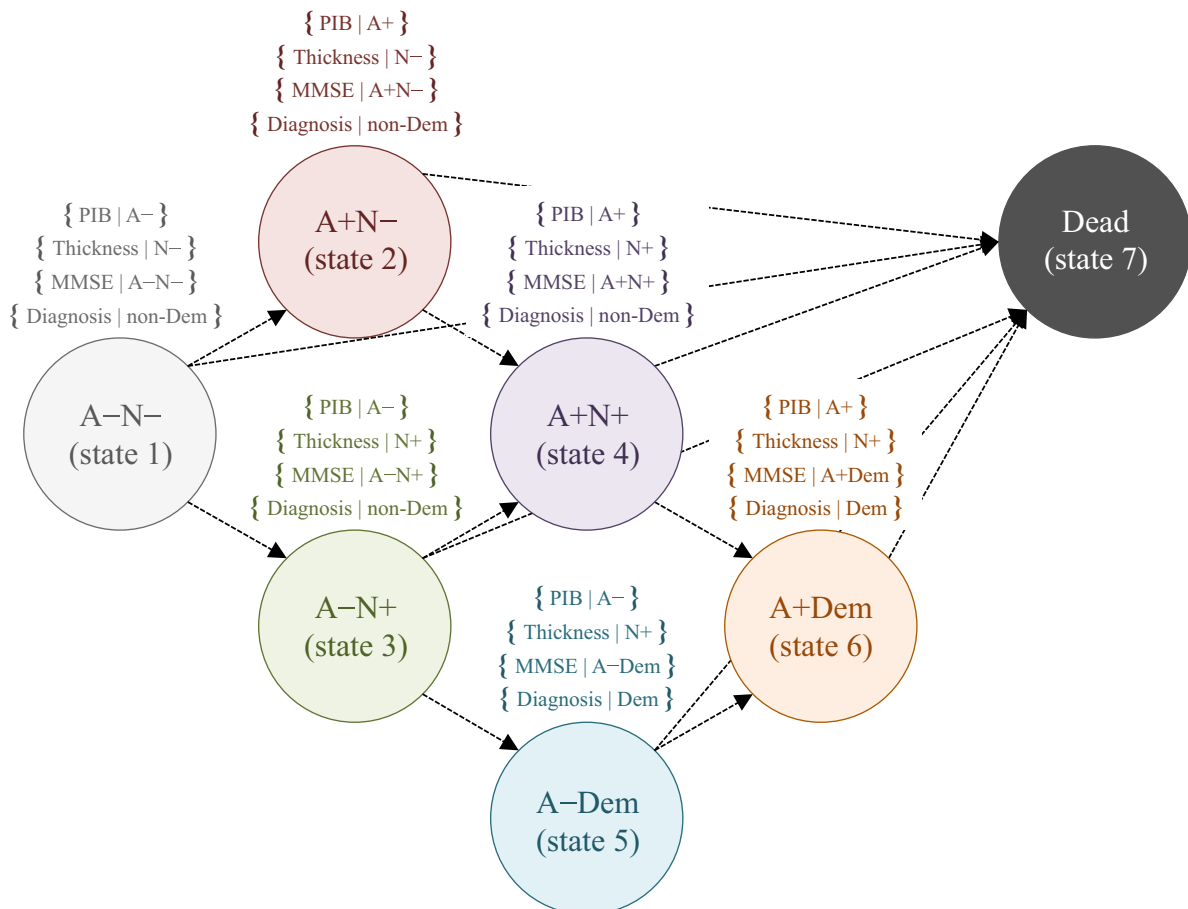 { PIB | A+ }
{ Thickness | N− }
{ MMSE | A+N− }
{ Diagnosis | non-Dem }
A+N−
(state 2)
{ PIB | A− }
{ Thickness | N− }
{ MMSE | A−N− }
{ Diagnosis | non-Dem }
A−N−
(state 1)
{ PIB | A+ }
{ Thickness | N+ }
{ MMSE | A+N+ }
{ Diagnosis | non-Dem }
A+N+
(state 4)
Dead
(state 7)
{ PIB | A− }
{ Thickness | N+ }
{ MMSE | A−N+ }
{ Diagnosis | non-Dem }
A−N+
(state 3)
{ PIB | A+ }
{ Thickness | N+ }
{ MMSE | A+Dem }
{ Diagnosis | Dem }
A+Dem
(state 6)
{ PIB | A− }
{ Thickness | N+ }
{ MMSE | A−Dem }
{ Diagnosis | Dem }
A−Dem
(state 5)